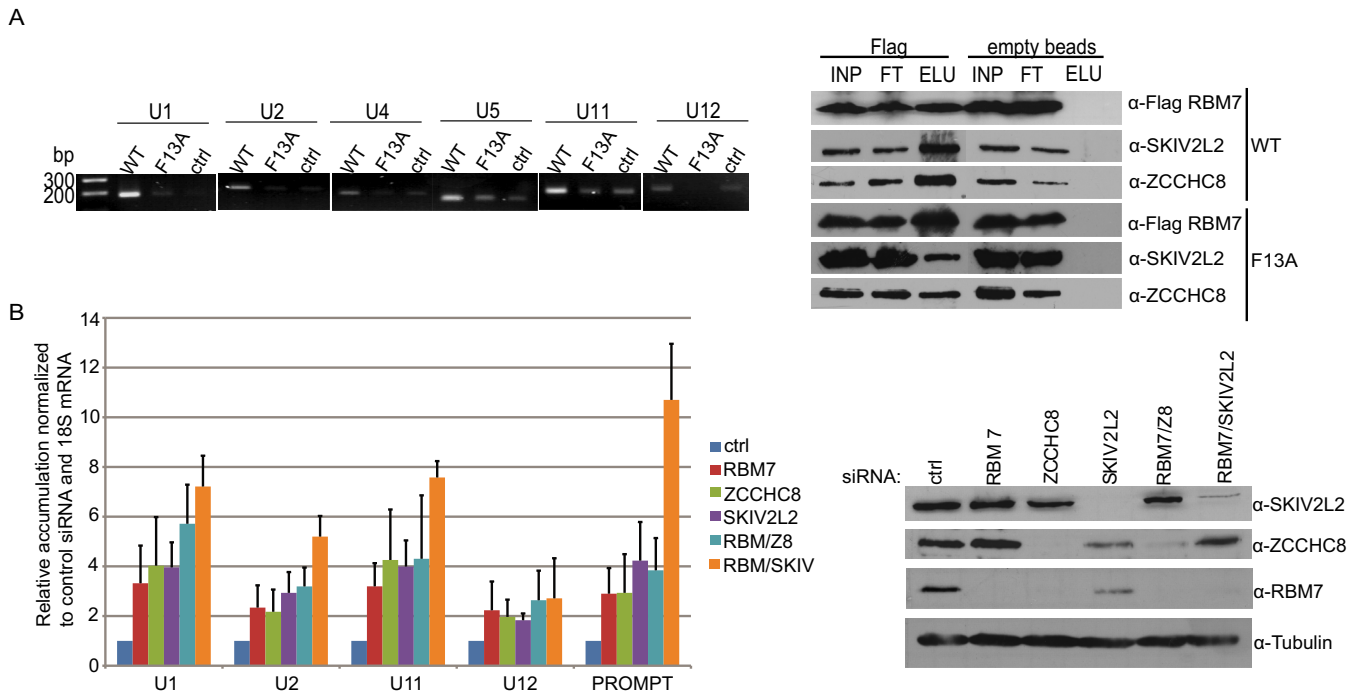 A
U1 U2 U4 U5 U11 U12
WT F13A ctrl WT F13A ctrl WT F13A ctrl WT F13A ctrl WT F13A ctrl WT F13A ctrl
bp
300
200
Flag empty beads
INP FT ELU INP FT ELU
α-Flag RBM7
α-SKIV2L2
α-ZCCHC8
WT
α-Flag RBM7
α-SKIV2L2
α-ZCCHC8
F13A
B
Relative accumulation normalized
to control siRNA and 18S mRNA
14
12
10
8
6
4
2
0
U1 U2 U11 U12 PROMPT
ctrl
RBM7
ZCCHC8
SKIV2L2
RBM/Z8
RBM/SKIV
siRNA: ctrl RBM 7 ZCCHC8 SKIV2L2 RBM7/Z8 RBM7/SKIV2L2
α-SKIV2L2
α-ZCCHC8
α-RBM7
α-Tubulin